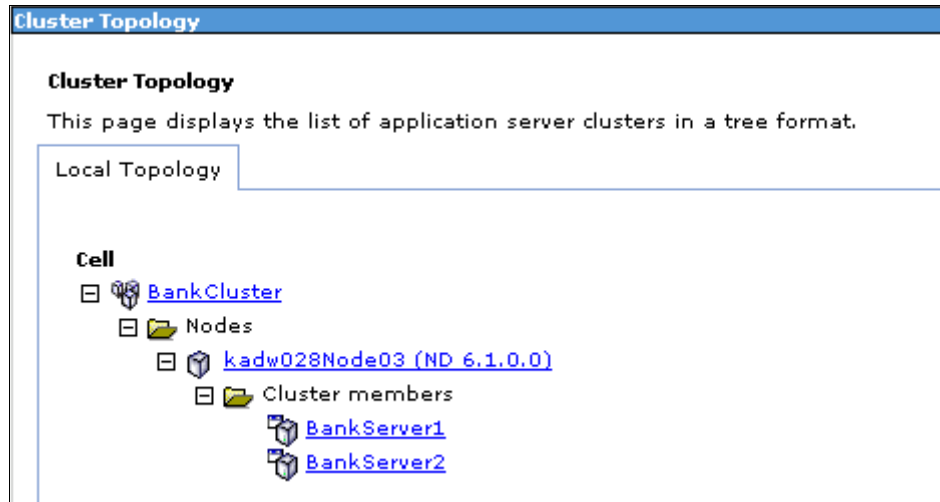 Cluster Topology
Cluster Topology
This page displays the list of application server clusters in a tree format.
Local Topology
Cell
BankCluster
Nodes
kadw028Node03 (ND 6.1.0.0)
Cluster members
BankServer1
BankServer2